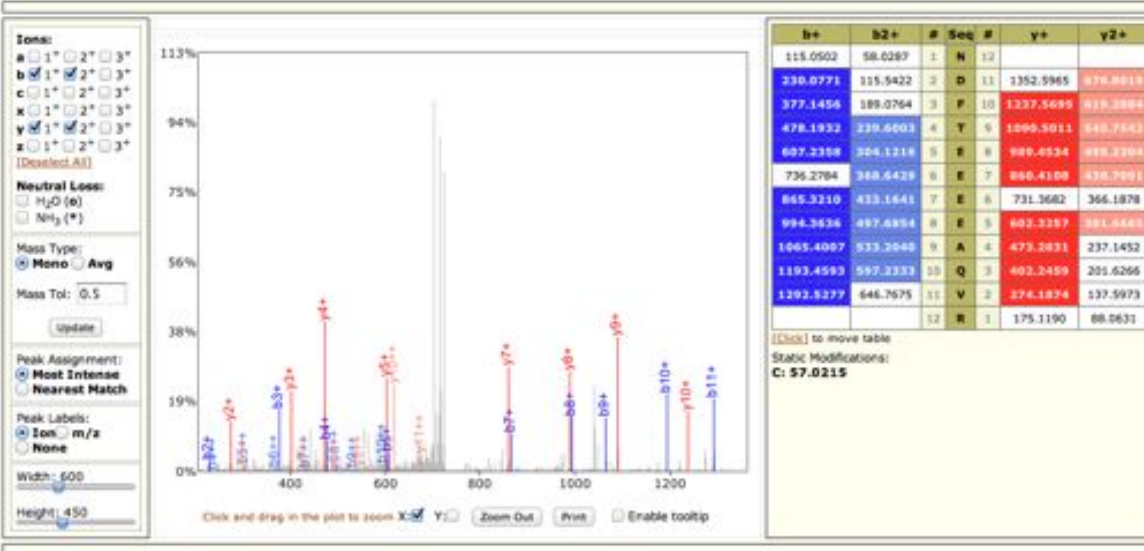 Ions:
a 1+ 2+ 3+
b 1+ 2+ 3+
c 1+ 2+ 3+
x 1+ 2+ 3+
y 1+ 2+ 3+
z 1+ 2+ 3+
[Deselect All]
Neutral Loss:
H2O (o)
NH3 (*)
Mass Type:
Mono Avg
Mass Tol: 0.5
Update
Peak Assignment:
Most Intense
Nearest Match
Peak Labels:
Ion m/z
None
Width: 600
Height: 450
113%
94%
75%
56%
38%
19%
0%
y2+ b3+ y3+ y4+ b4+ y5+ y7+ b7+ y8+ b8+ b9+ y9+ b10+ y10+ b11+
400 600 800 1000 1200
Click and drag in the plot to zoom X: Y: Zoom Out Print Enable tooltip
b+ b2+ # Seq # y+ y2+
115.0502 58.0287 1 N 12
230.0771 115.5422 2 D 11 1352.5965
377.1456 189.0764 3 F 10 1237.5695
478.1932 239.6003 4 T 9 1090.5011
607.2358 304.1216 5 E 8 989.4534
736.2784 368.6429 6 E 7 860.4108
865.3210 433.1641 7 E 6 731.3682 366.1878
994.3636 497.6854 8 E 5 602.3257
1065.4007 533.2040 9 A 4 473.2831 237.1452
1193.4593 597.2333 10 Q 3 402.2459 201.6266
1292.5277 646.7675 11 V 2 274.1874 137.5973
12 R 1 175.1190 88.0631
[Click] to move table
Static Modifications:
C: 57.0215